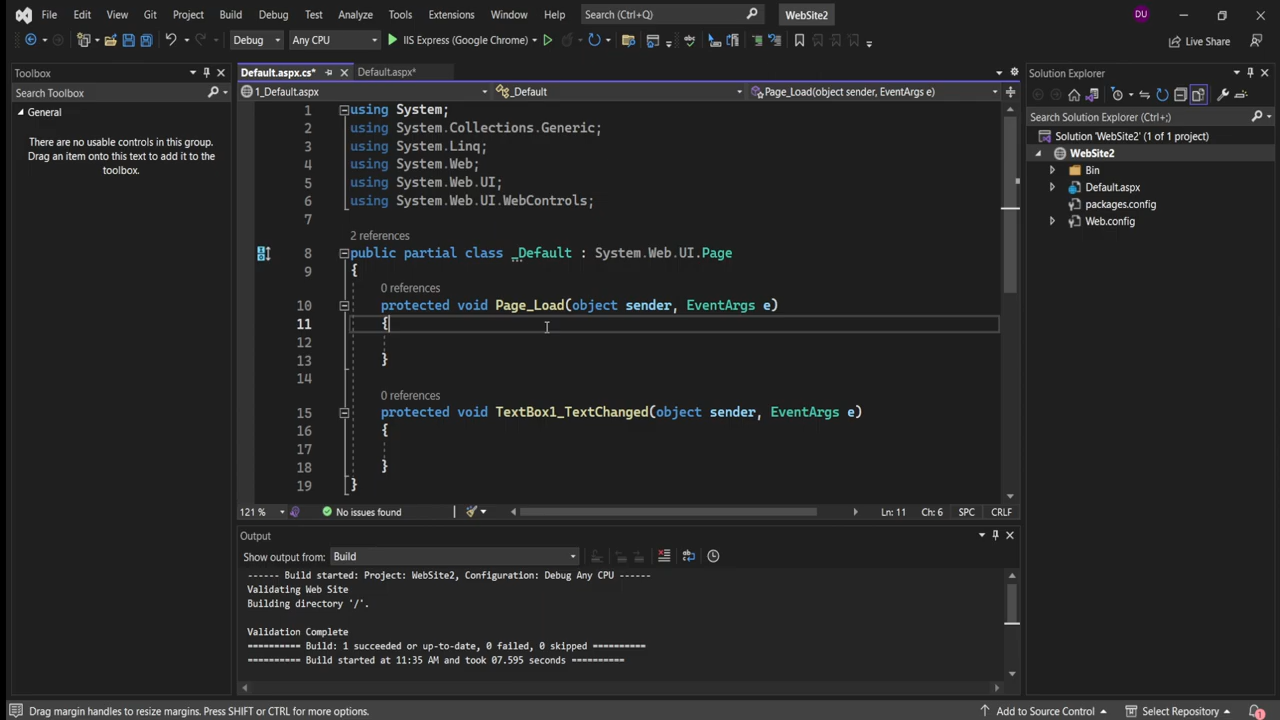 File Edit View Git Project Build Debug Test Analyze Tools Extensions Window Help Search (Ctrl+Q) WebSite2 DU
Debug Any CPU IIS Express (Google Chrome) Live Share
Toolbox
Search Toolbox
General
There are no usable controls in this group.
Drag an item onto this text to add it to the
toolbox.
Default.aspx.cs* Default.aspx*
1_Default.aspx _Default Page_Load(object sender, EventArgs e)
1 using System;
2 using System.Collections.Generic;
3 using System.Linq;
4 using System.Web;
5 using System.Web.UI;
6 using System.Web.UI.WebControls;
7
2 references
8 public partial class _Default : System.Web.UI.Page
9 {
0 references
10 protected void Page_Load(object sender, EventArgs e)
11 {
12
13 }
14
0 references
15 protected void TextBox1_TextChanged(object sender, EventArgs e)
16 {
17
18 }
19 }
121 % No issues found Ln: 11 Ch: 6 SPC CRLF
Output
Show output from: Build
------ Build started: Project: WebSite2, Configuration: Debug Any CPU ------
Validating Web Site
Building directory '/'.
Validation Complete
========== Build: 1 succeeded or up-to-date, 0 failed, 0 skipped ==========
========== Build started at 11:35 AM and took 07.595 seconds ==========
Solution Explorer
Search Solution Explorer (Ctrl+;)
Solution 'WebSite2' (1 of 1 project)
WebSite2
Bin
Default.aspx
packages.config
Web.config
Drag margin handles to resize margins. Press SHIFT or CTRL for more options. Add to Source Control Select Repository 1